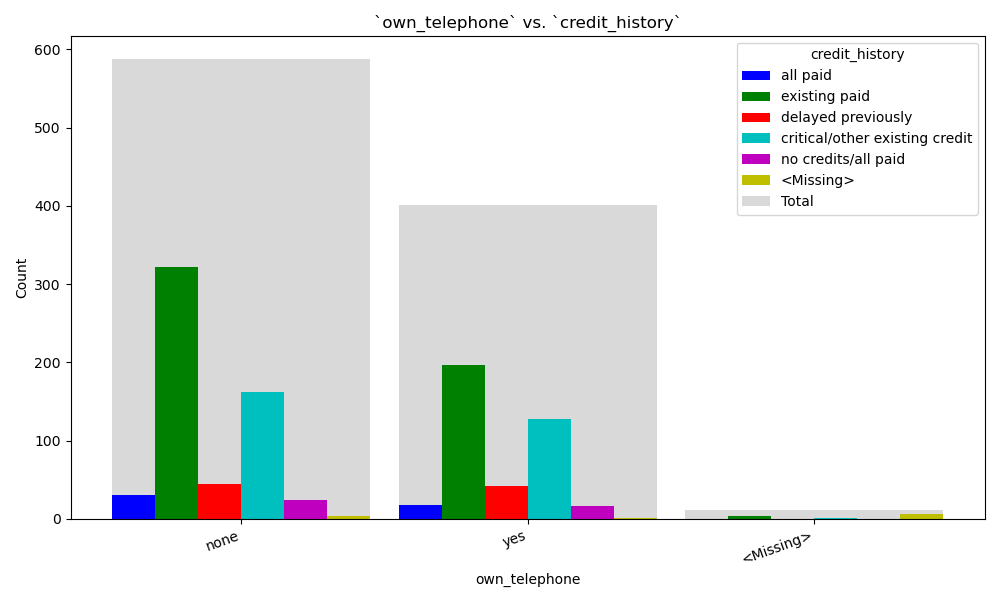 `own_telephone` vs. `credit_history`
600
500
400
300
200
100
0
Count
credit_history
all paid
existing paid
delayed previously
critical/other existing credit
no credits/all paid
<Missing>
Total
none
yes
<Missing>
own_telephone